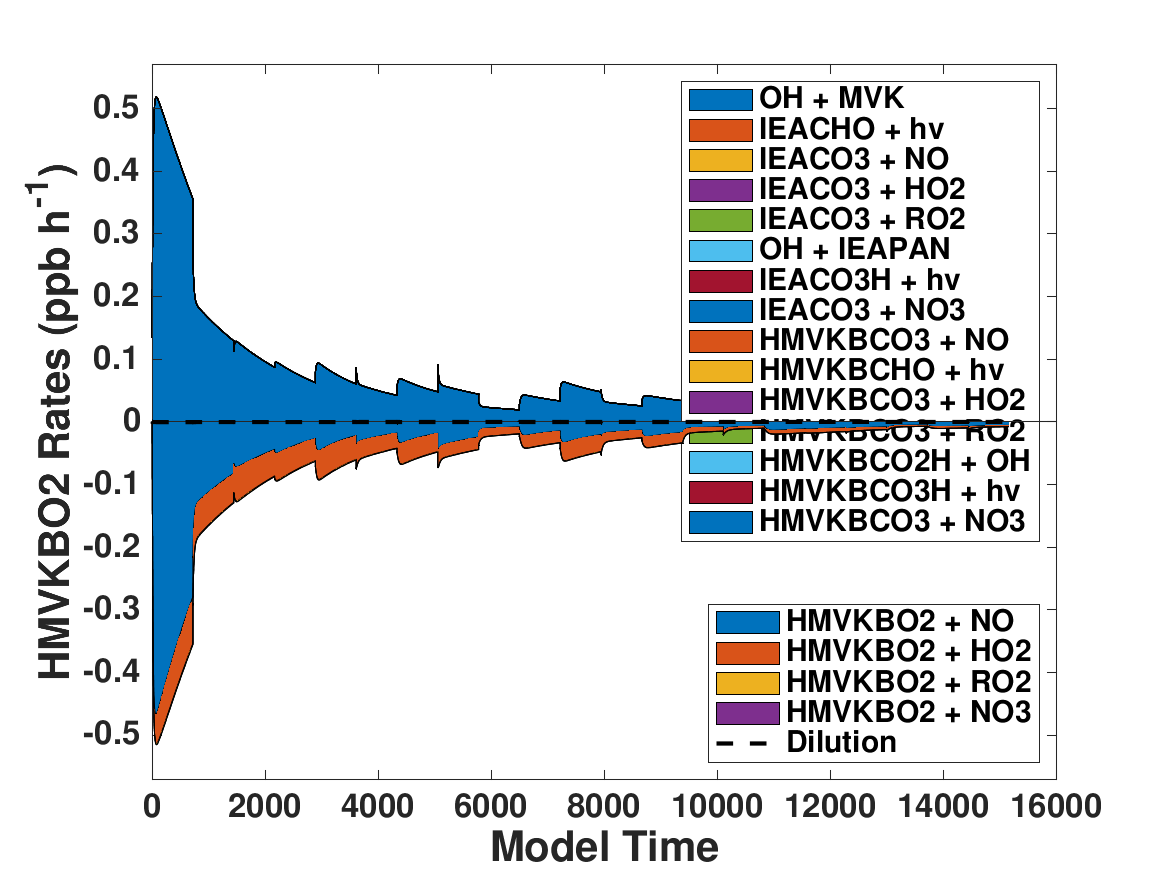 HMVKBO2 Rates (ppb h-1)
0.5
0.4
0.3
0.2
0.1
0
-0.1
-0.2
-0.3
-0.4
-0.5
OH + MVK
IEACHO + hv
IEACO3 + NO
IEACO3 + HO2
IEACO3 + RO2
OH + IEAPAN
IEACO3H + hv
IEACO3 + NO3
HMVKBCO3 + NO
HMVKBCHO + hv
HMVKBCO3 + HO2
HMVKBCO3 + RO2
HMVKBCO2H + OH
HMVKBCO3H + hv
HMVKBCO3 + NO3
HMVKBO2 + NO
HMVKBO2 + HO2
HMVKBO2 + RO2
HMVKBO2 + NO3
Dilution
0 2000 4000 6000 8000 10000 12000 14000 16000
Model Time